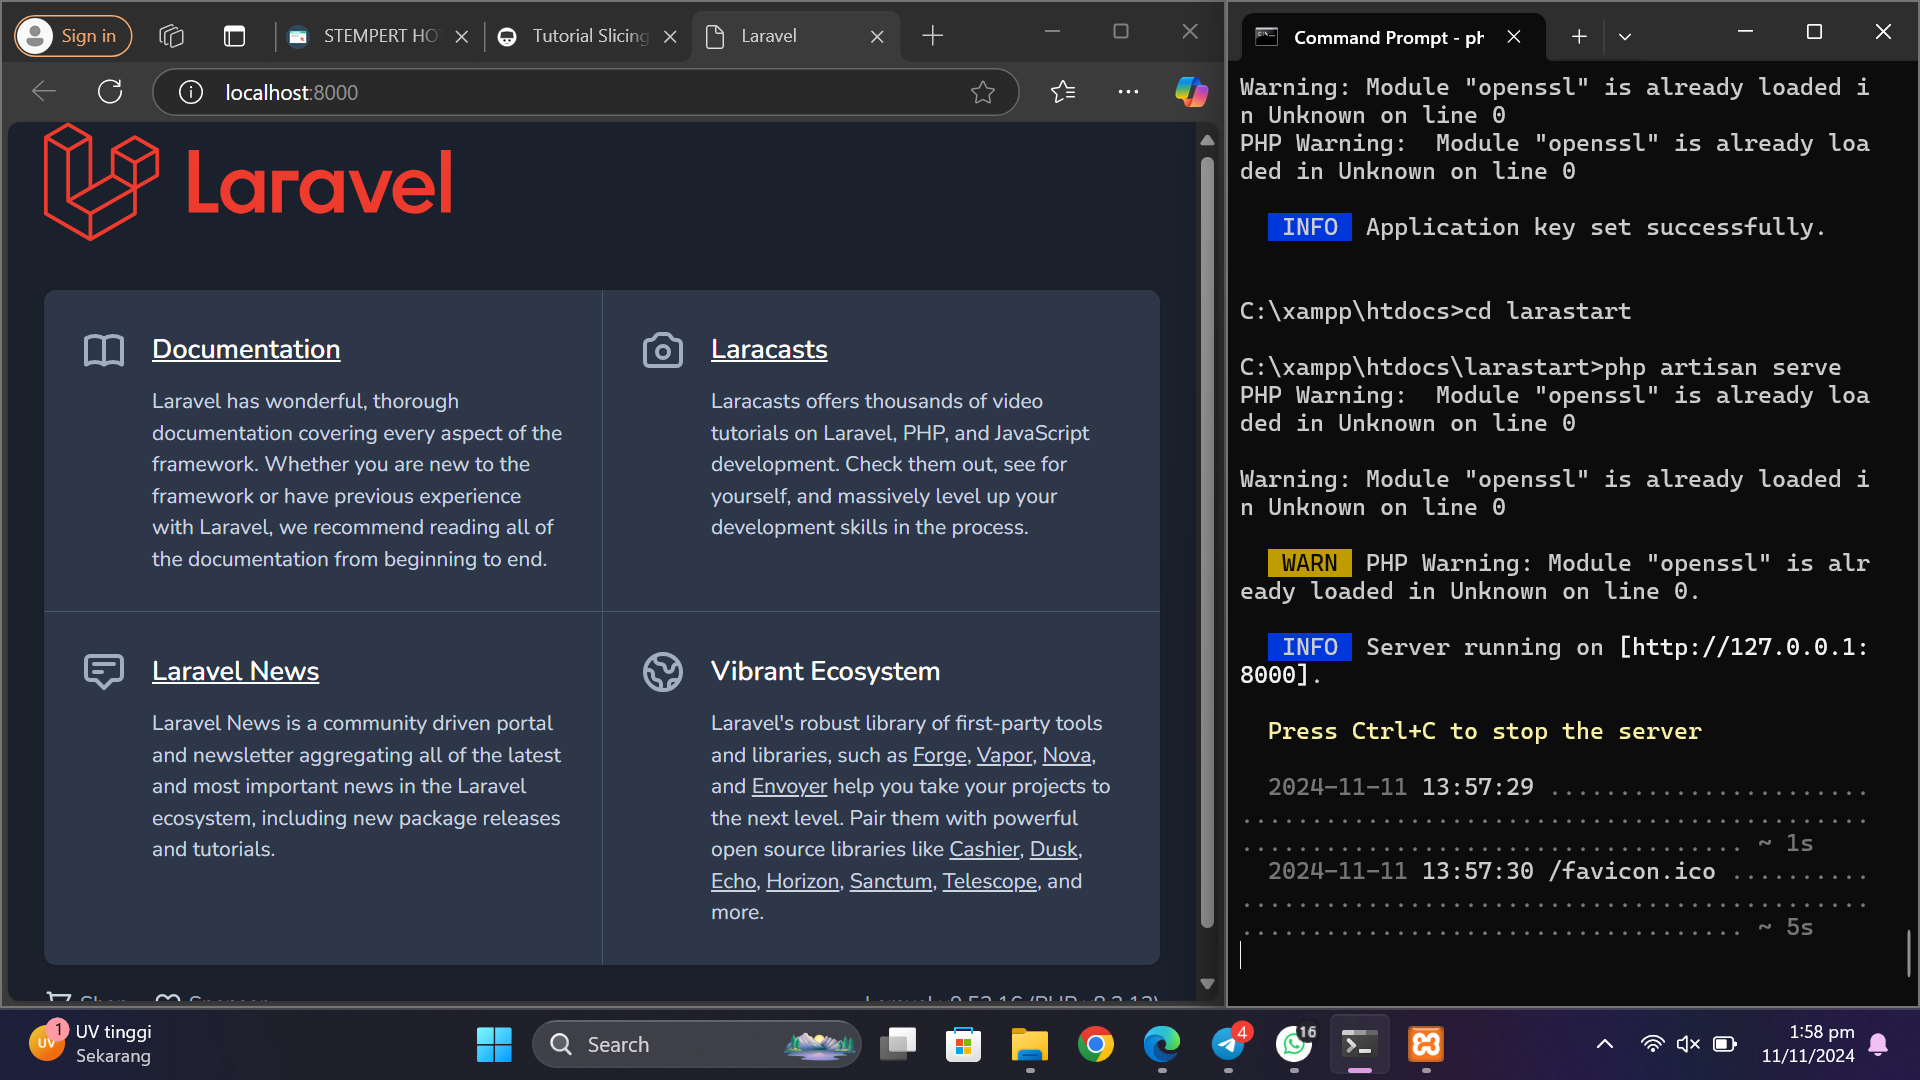 Sign in
STEMPERT HO
Tutorial Slicing
Laravel
localhost:8000
Laravel
Documentation
Laravel has wonderful, thorough
documentation covering every aspect of the
framework. Whether you are new to the
framework or have previous experience
with Laravel, we recommend reading all of
the documentation from beginning to end.
Laracasts
Laracasts offers thousands of video
tutorials on Laravel, PHP, and JavaScript
development. Check them out, see for
yourself, and massively level up your
development skills in the process.
Laravel News
Laravel News is a community driven portal
and newsletter aggregating all of the latest
and most important news in the Laravel
ecosystem, including new package releases
and tutorials.
Vibrant Ecosystem
Laravel's robust library of first-party tools
and libraries, such as Forge, Vapor, Nova,
and Envoyer help you take your projects to
the next level. Pair them with powerful
open source libraries like Cashier, Dusk,
Echo, Horizon, Sanctum, Telescope, and
more.
Command Prompt - ph
Warning: Module "openssl" is already loaded i
n Unknown on line 0
PHP Warning:  Module "openssl" is already loa
ded in Unknown on line 0
INFO Application key set successfully.
C:\xampp\htdocs>cd larastart
C:\xampp\htdocs\larastart>php artisan serve
PHP Warning:  Module "openssl" is already loa
ded in Unknown on line 0
Warning: Module "openssl" is already loaded i
n Unknown on line 0
WARN PHP Warning: Module "openssl" is alr
eady loaded in Unknown on line 0.
INFO Server running on [http://127.0.0.1:
8000].
Press Ctrl+C to stop the server
2024-11-11 13:57:29 .......................
.............................................
.................................... ~ 1s
2024-11-11 13:57:30 /favicon.ico ..........
.............................................
.................................... ~ 5s
UV
1
UV tinggi
Sekarang
Search
4
16
1:58 pm
11/11/2024